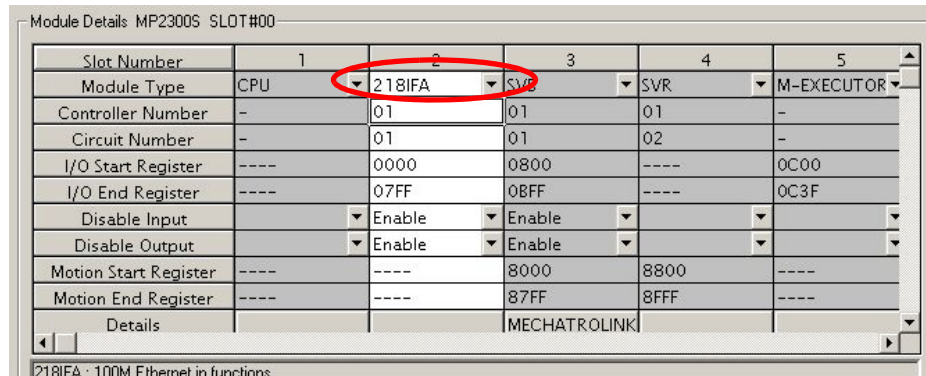 Module Details MP2300S SLOT#00
Slot Number 1 2 3 4 5
Module Type CPU 218IFA SVB SVR M-EXECUTOR
Controller Number - 01 01 01 -
Circuit Number - 01 01 02 -
I/O Start Register ---- 0000 0800 ---- 0C00
I/O End Register ---- 07FF 0BFF ---- 0C3F
Disable Input Enable Enable
Disable Output Enable Enable
Motion Start Register ---- ---- 8000 8800 ----
Motion End Register ---- ---- 87FF 8FFF ----
Details MECHATROLINK
218IFA : 100M Ethernet in functions